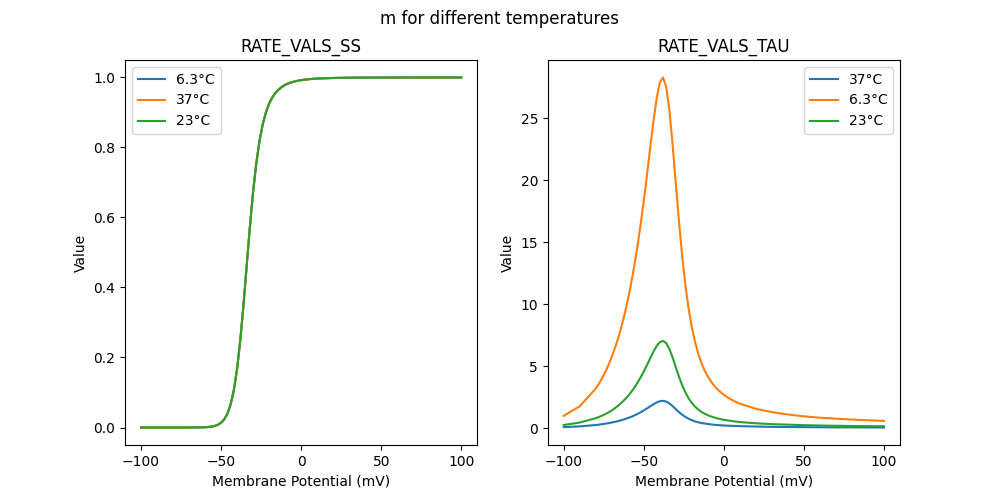 m for different temperatures
RATE_VALS_SS
RATE_VALS_TAU
6.3°C
37°C
23°C
37°C
6.3°C
23°C
1.0
0.8
0.6
0.4
0.2
0.0
Value
−100
−50
0
50
100
Membrane Potential (mV)
25
20
15
10
5
0
Value
−100
−50
0
50
100
Membrane Potential (mV)